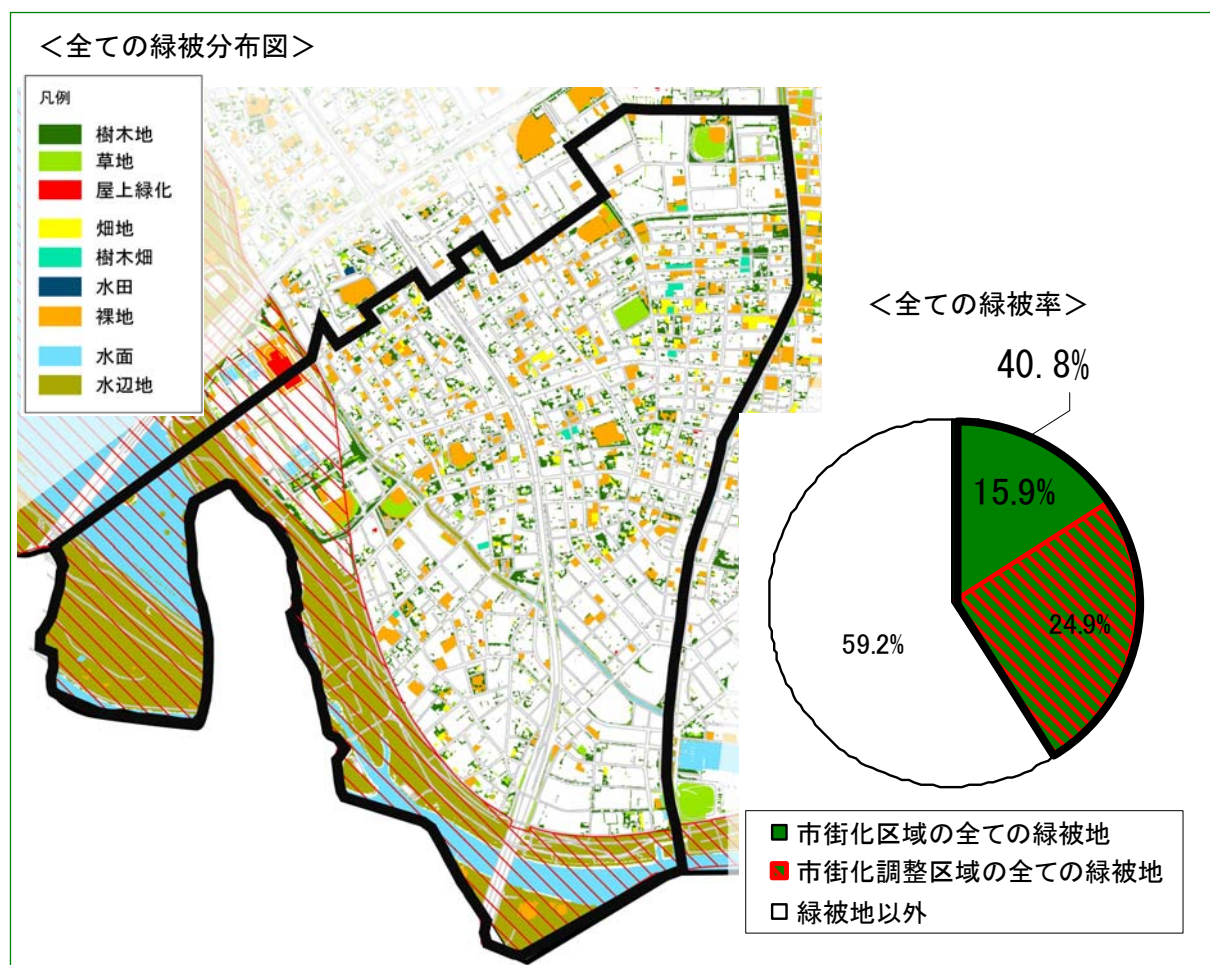 ＜全ての緑被分布図＞
凡例
樹木地
草地
屋上緑化
畑地
樹木畑
水田
裸地
水面
水辺地
＜全ての緑被率＞
40.8%
15.9%
24.9%
59.2%
市街化区域の全ての緑被地
市街化調整区域の全ての緑被地
緑被地以外